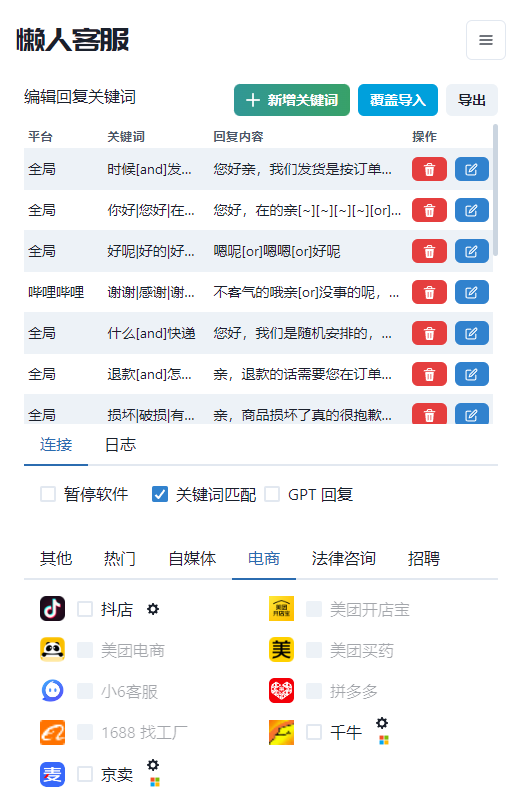 懒人客服
编辑回复关键词
新增关键词 覆盖导入 导出
平台 关键词 回复内容 操作
全局 时候[and]发... 您好亲，我们发货是按订单...
全局 你好|您好|在... 您好，在的亲[~][~][~][~][or]...
全局 好呢|好的|好... 嗯呢[or]嗯嗯[or]好呢
哔哩哔哩 谢谢|感谢|谢... 不客气的哦亲[or]没事的呢，...
全局 什么[and]快递 您好，我们是随机安排的，...
全局 退款[and]怎... 亲，退款的话需要您在订单...
全局 损坏|破损|有... 亲，商品损坏了真的很抱歉...
连接 日志
暂停软件 关键词匹配 GPT 回复
其他 热门 自媒体 电商 法律咨询 招聘
抖店 美团开店宝 美团开店宝
美团电商 美 美团买药
小6客服 拼多多
1688 找工厂 千牛
麦 京卖